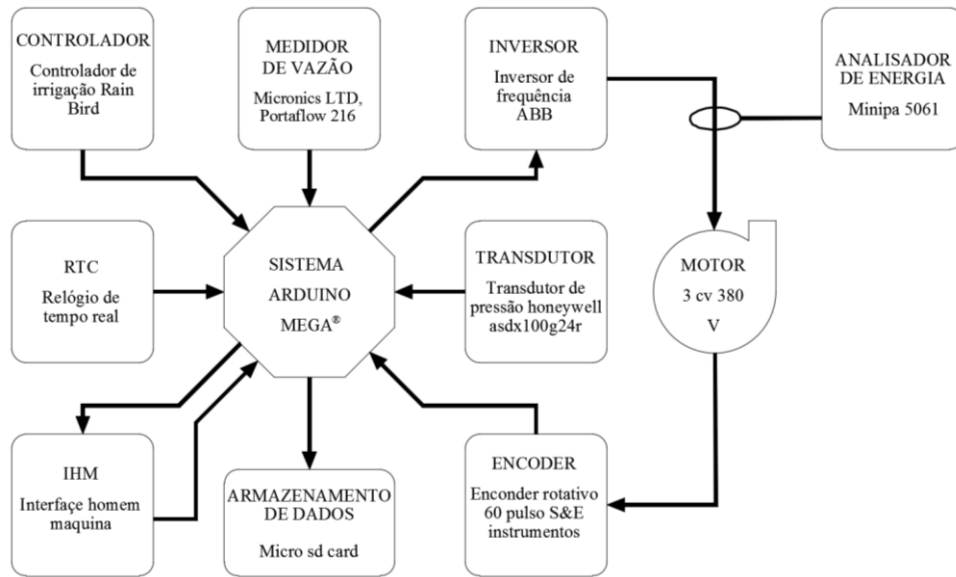 CONTROLADOR
Controlador de
irrigação Rain
Bird
MEDIDOR
DE VAZÃO
Micronics LTD,
Portaflow 216
INVERSOR
Inversor de
frequência
ABB
ANALISADOR
DE ENERGIA
Minipa 5061
RTC
Relógio de
tempo real
SISTEMA
ARDUINO
MEGA®
TRANSDUTOR
Transdutor de
pressão honeywell
asdx100g24r
MOTOR
3 cv 380
V
IHM
Interfaçe homem
maquina
ARMAZENAMENTO
DE DADOS
Micro sd card
ENCODER
Enconder rotativo
60 pulso S&E
instrumentos